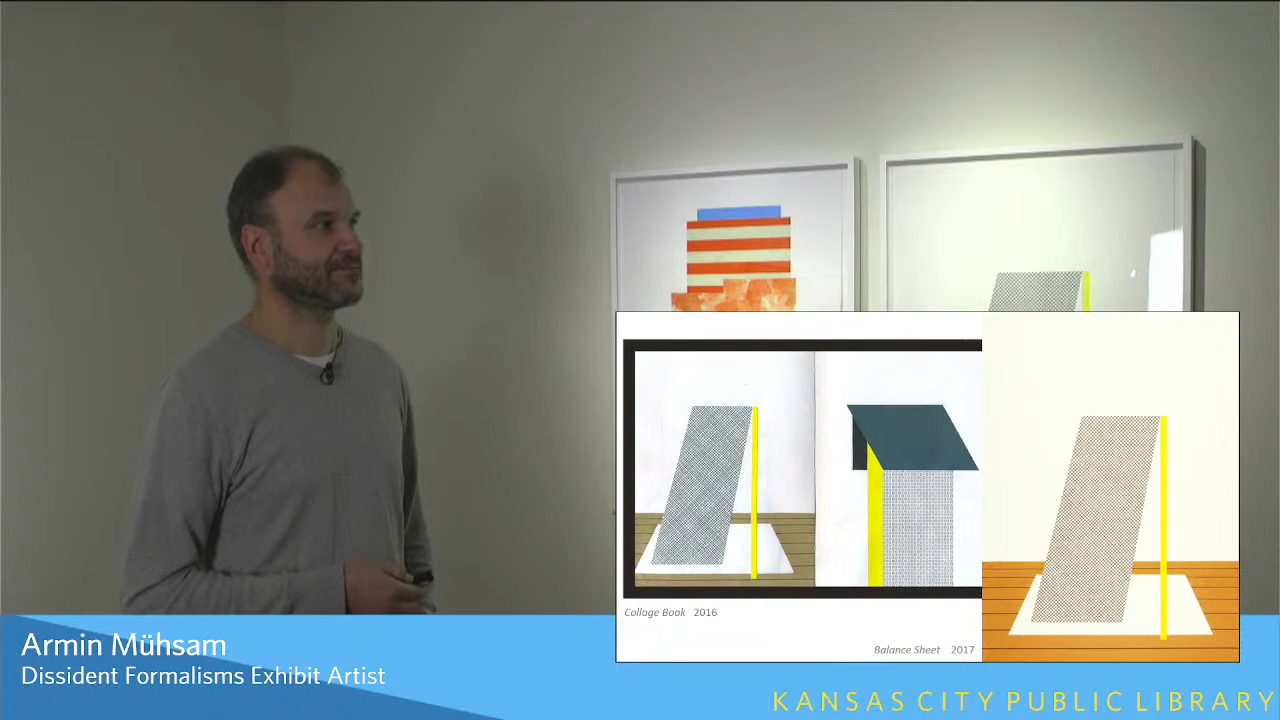 Collage Book 2016
Balance Sheet 2017
Armin Mühsam
Dissident Formalisms Exhibit Artist
KANSAS CITY PUBLIC LIBRARY